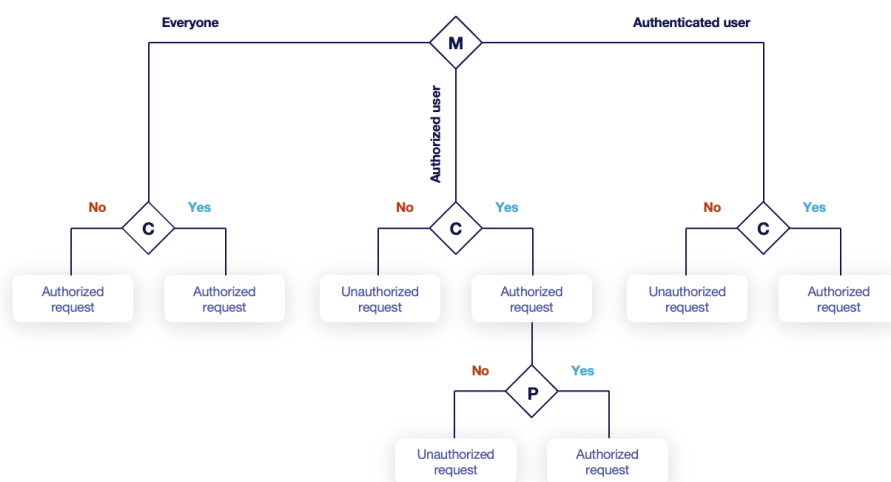 Everyone
Authenticated user
M
Authorized user
No
Yes
No
Yes
No
Yes
C
C
C
Authorized
request
Authorized
request
Unauthorized
request
Authorized
request
Unauthorized
request
Authorized
request
No
Yes
P
Unauthorized
request
Authorized
request